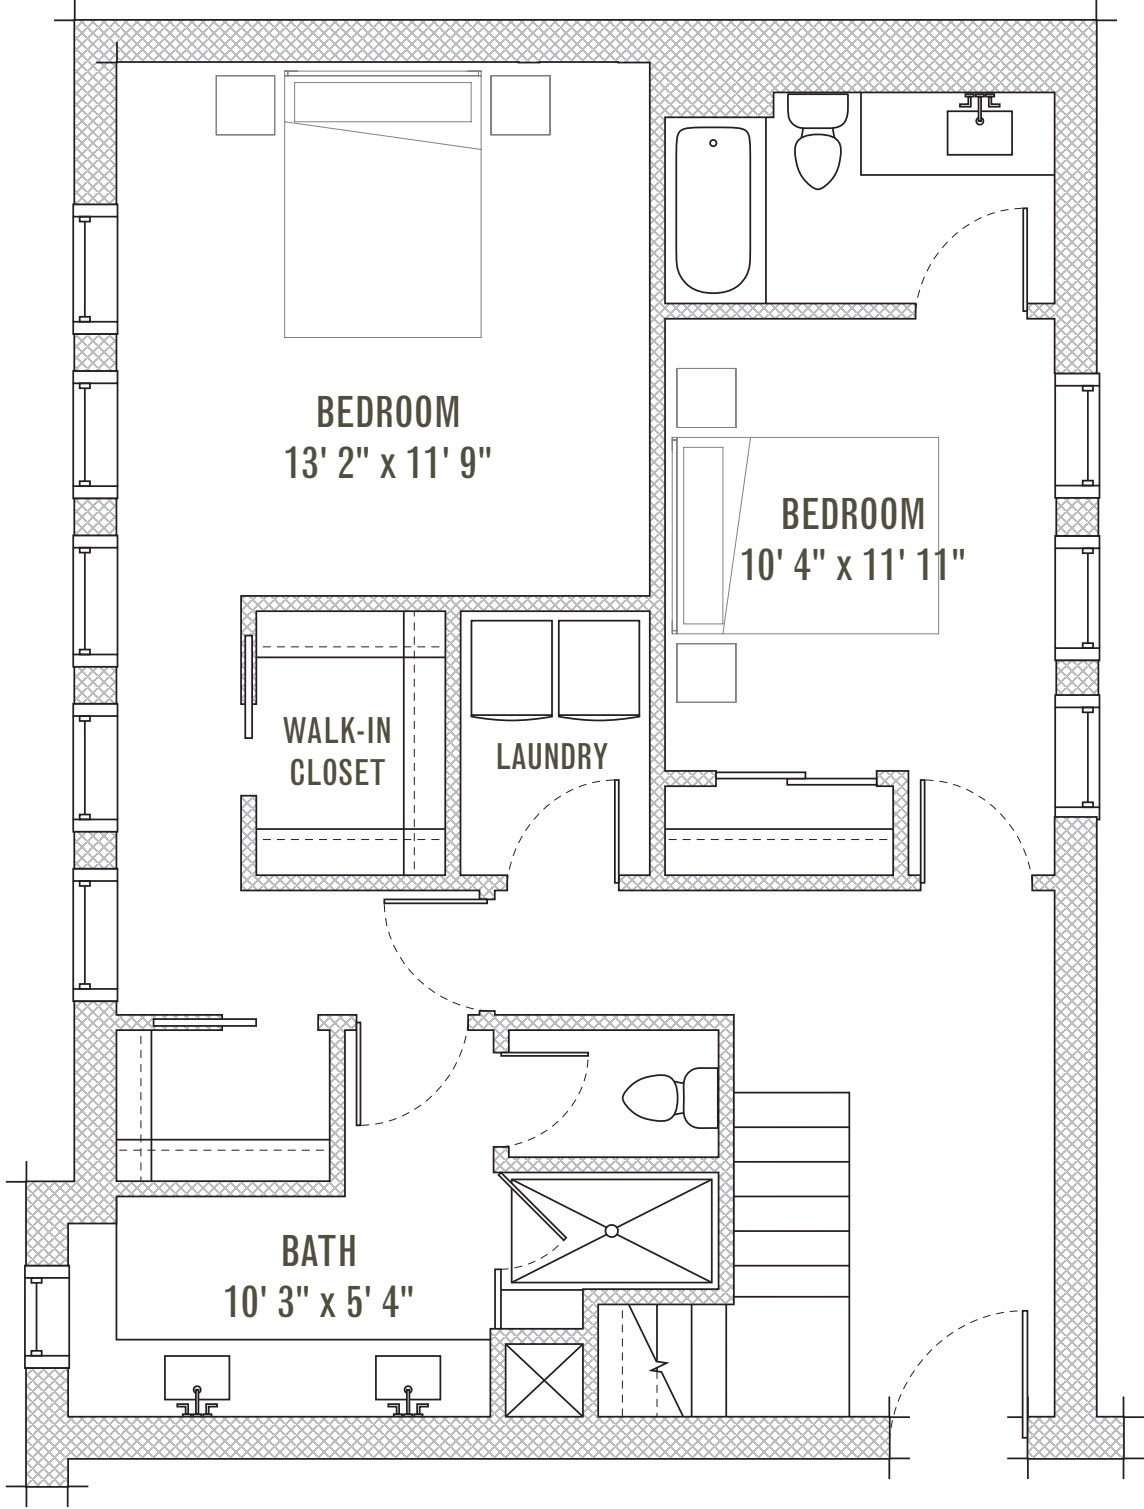 BEDROOM
13' 2" x 11' 9"
BEDROOM
10' 4" x 11' 11"
WALK-IN
CLOSET
LAUNDRY
BATH
10' 3" x 5' 4"